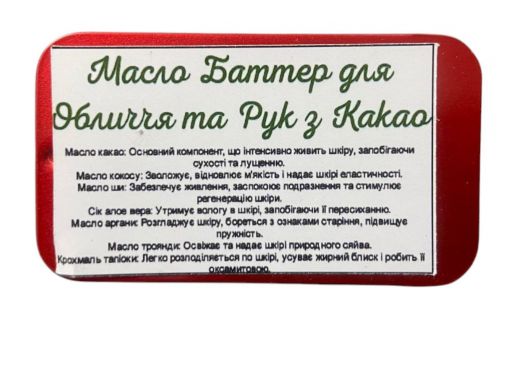 Масло Баттер для
Обличчя та Рук з Какао
Масло какао: Основний компонент, що інтенсивно живить шкіру, запобігаючи
сухості та лущенню.
Масло кокосу: Зволожує, відновлює м'якість і надає шкірі еластичності.
Масло ши: Забезпечує живлення, заспокоює подразнення та стимулює
регенерацію шкіри.
Сік алое вера: Утримує вологу в шкірі, запобігаючи її пересиханню.
Масло аргани: Розгладжує шкіру, бореться з ознаками старіння, підвищує
пружність.
Масло троянди: Освіжає та надає шкірі природного сяйва.
Крохмаль тапіоки: Легко розподіляється по шкірі, усуває жирний блиск і робить її
оксамитовою.